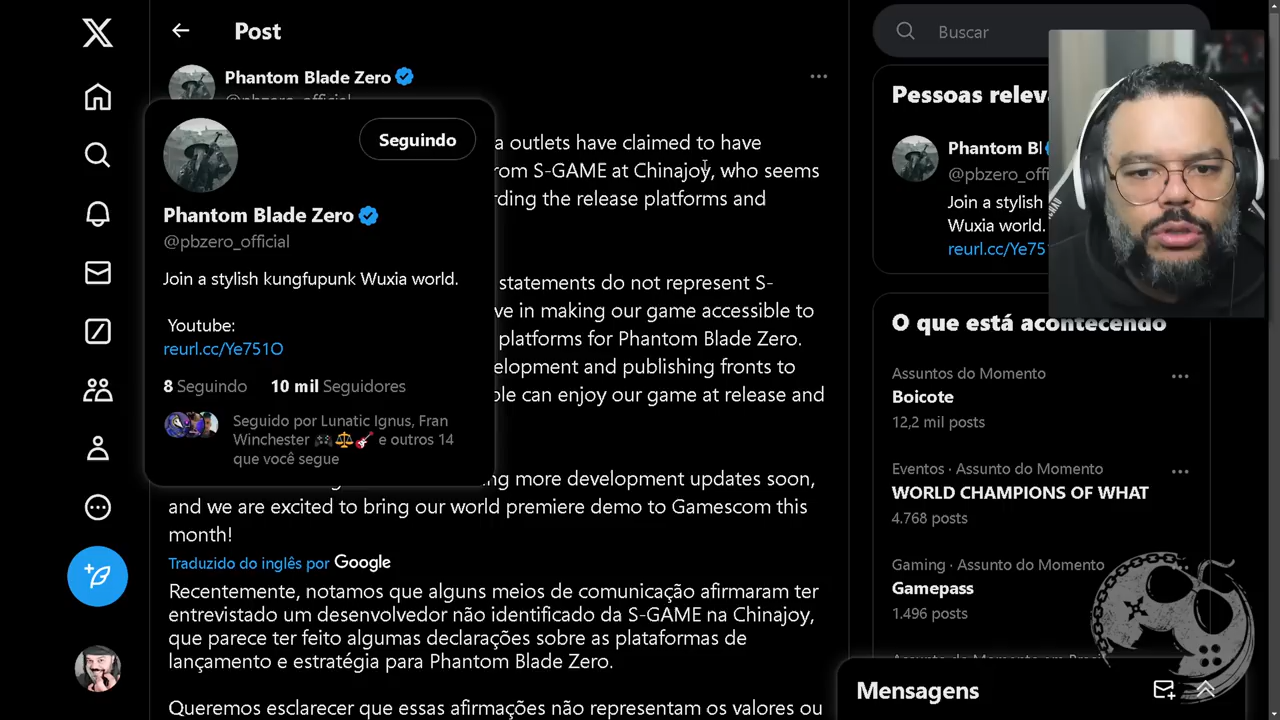 Post
Phantom Blade Zero
a outlets have claimed to have
rom S-GAME at Chinajoy, who seems
rding the release platforms and
statements do not represent S-
ve in making our game accessible to
platforms for Phantom Blade Zero.
elopment and publishing fronts to
ple can enjoy our game at release and
ng more development updates soon,
and we are excited to bring our world premiere demo to Gamescom this
month!
Traduzido do inglês por Google
Recentemente, notamos que alguns meios de comunicação afirmaram ter
entrevistado um desenvolvedor não identificado da S-GAME na Chinajoy,
que parece ter feito algumas declarações sobre as plataformas de
lançamento e estratégia para Phantom Blade Zero.
Queremos esclarecer que essas afirmações não representam os valores ou
Seguindo
Phantom Blade Zero
@pbzero_official
Join a stylish kungfupunk Wuxia world.
Youtube:
reurl.cc/Ye751O
8 Seguindo 10 mil Seguidores
Seguido por Lunatic Ignus, Fran
Winchester 🎮⚖️🎸 e outros 14
que você segue
Buscar
Pessoas relev
Phantom Bl
@pbzero_offi
Join a stylish
Wuxia world.
reurl.cc/Ye75
O que está acontecendo
Assuntos do Momento
Boicote
12,2 mil posts
Eventos · Assunto do Momento
WORLD CHAMPIONS OF WHAT
4.768 posts
Gaming · Assunto do Momento
Gamepass
1.496 posts
Mensagens